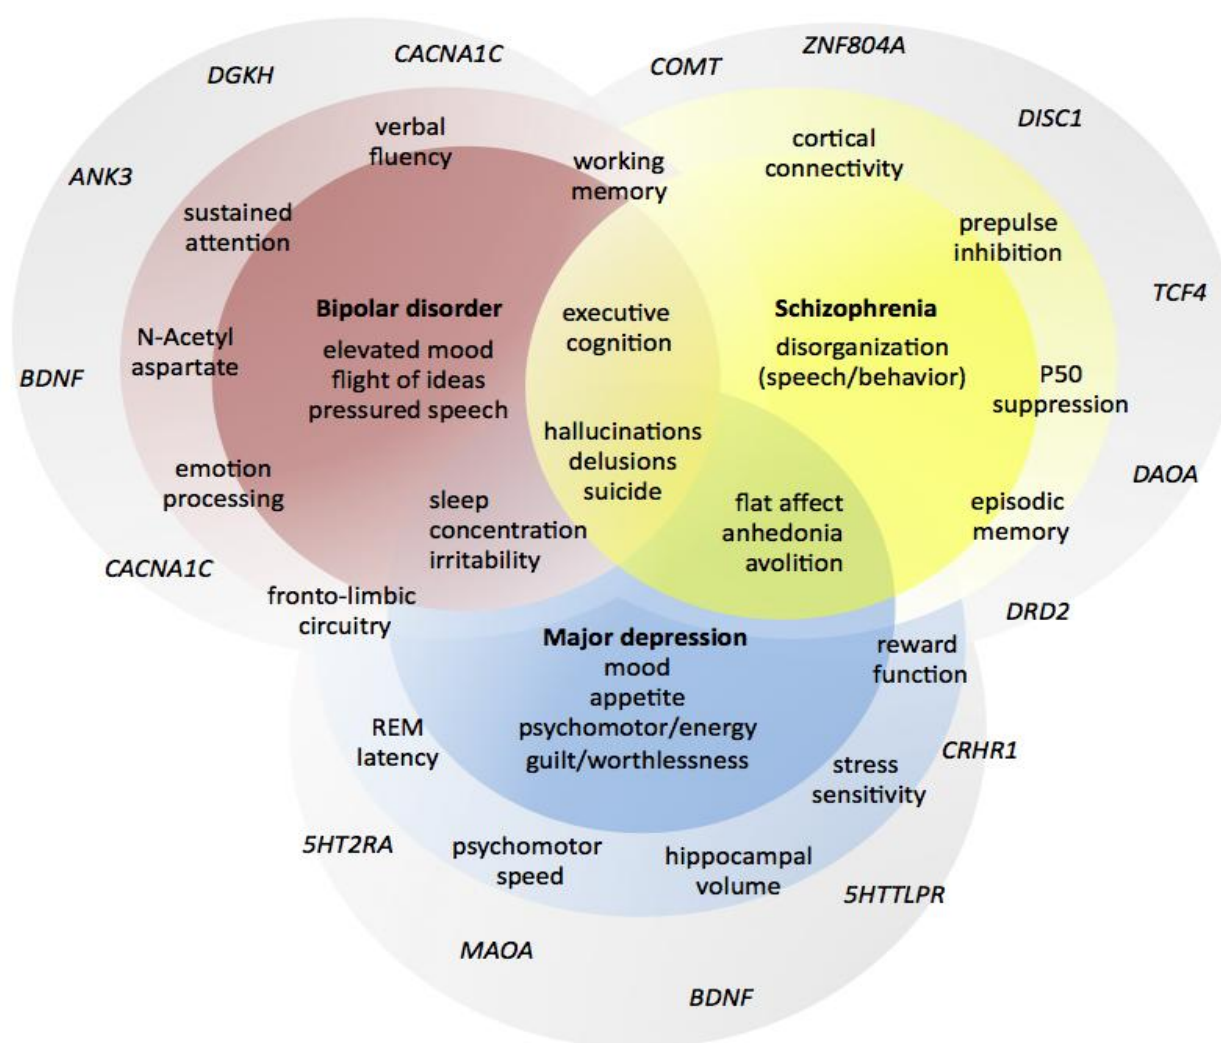 CACNA1C
DGKH
ANK3
BDNF
CACNA1C
verbal
fluency
sustained
attention
N-Acetyl
aspartate
emotion
processing
fronto-limbic
circuitry
Bipolar disorder
elevated mood
flight of ideas
pressured speech
sleep
concentration
irritability
working
memory
executive
cognition
hallucinations
delusions
suicide
COMT
ZNF804A
DISC1
TCF4
DAOA
DRD2
cortical
connectivity
prepulse
inhibition
P50
suppression
episodic
memory
Schizophrenia
disorganization
(speech/behavior)
flat affect
anhedonia
avolition
Major depression
mood
appetite
psychomotor/energy
guilt/worthlessness
reward
function
stress
sensitivity
hippocampal
volume
psychomotor
speed
REM
latency
CRHR1
5HTTLPR
BDNF
MAOA
5HT2RA